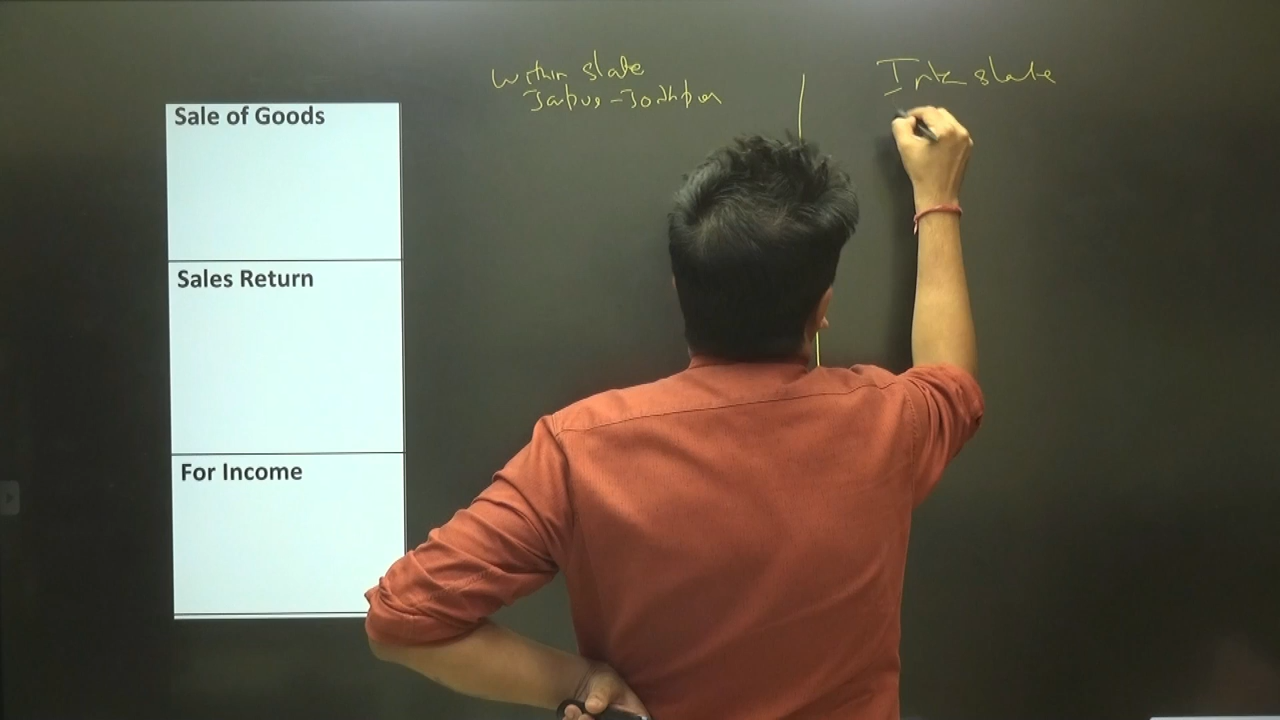 Within state
Jaipur - Jodhpur
Inter state
Sale of Goods
Sales Return
For Income